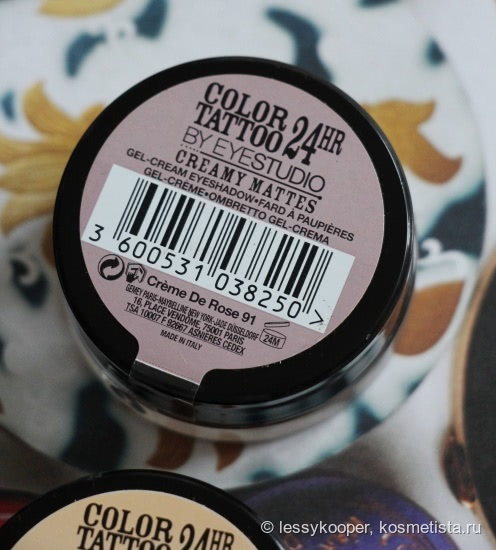 COLOR
TATTOO 24HR
BY EYESTUDIO
CREAMY MATTES
GEL-CREAM EYESHADOW•FARD À PAUPIÈRES
GEL-CRÈME•OMBRETTO GEL-CREMA
3 600531 038250 >
Crème De Rose 91
GEMEY PARIS-MAYBELLINE NEW YORK-JADE DÜSSELDORF
16, PLACE VENDÔME, 75001 PARIS
TSA 10007 F 92667 ASNIÈRES CEDEX
MADE IN ITALY
24M
COLOR
TATTOO 24HR
© lessykooper, kosmetista.ru